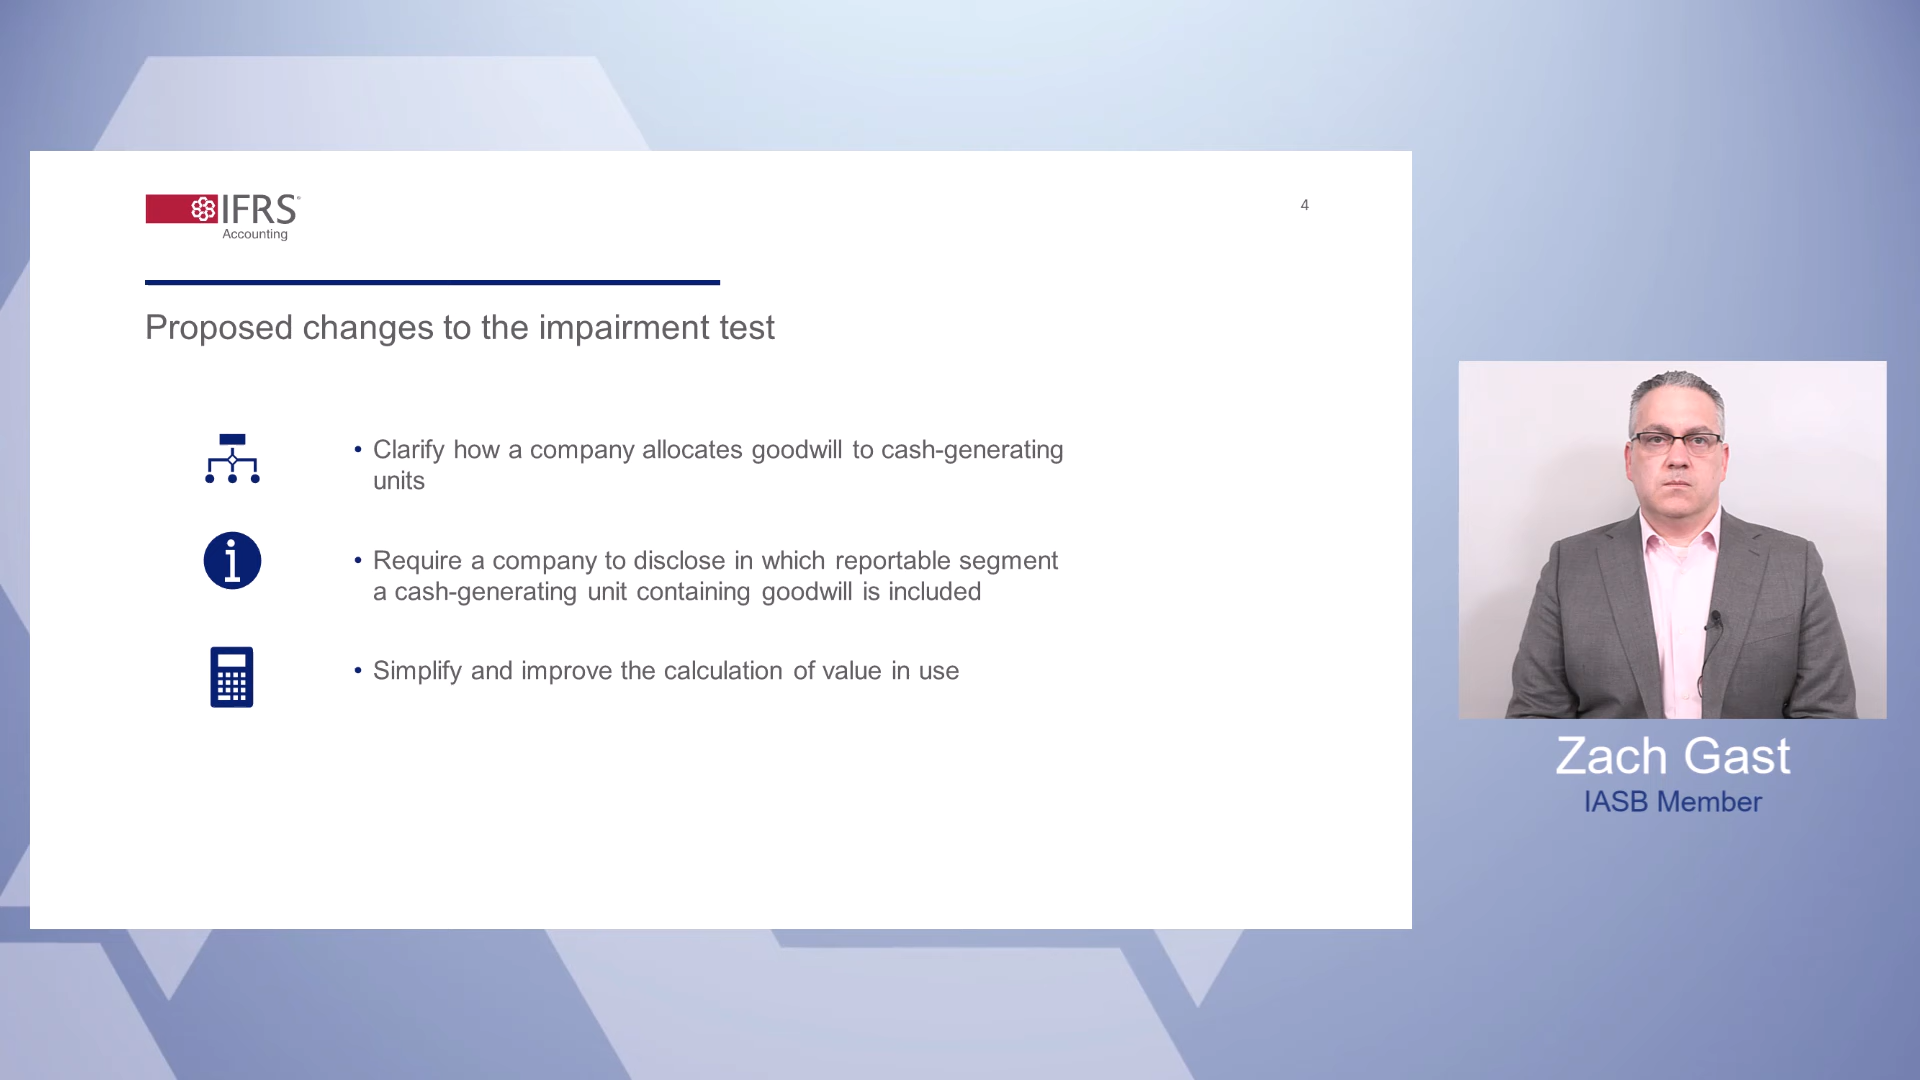 IFRS
Accounting
4
Proposed changes to the impairment test
• Clarify how a company allocates goodwill to cash-generating
units
• Require a company to disclose in which reportable segment
a cash-generating unit containing goodwill is included
• Simplify and improve the calculation of value in use
Zach Gast
IASB Member